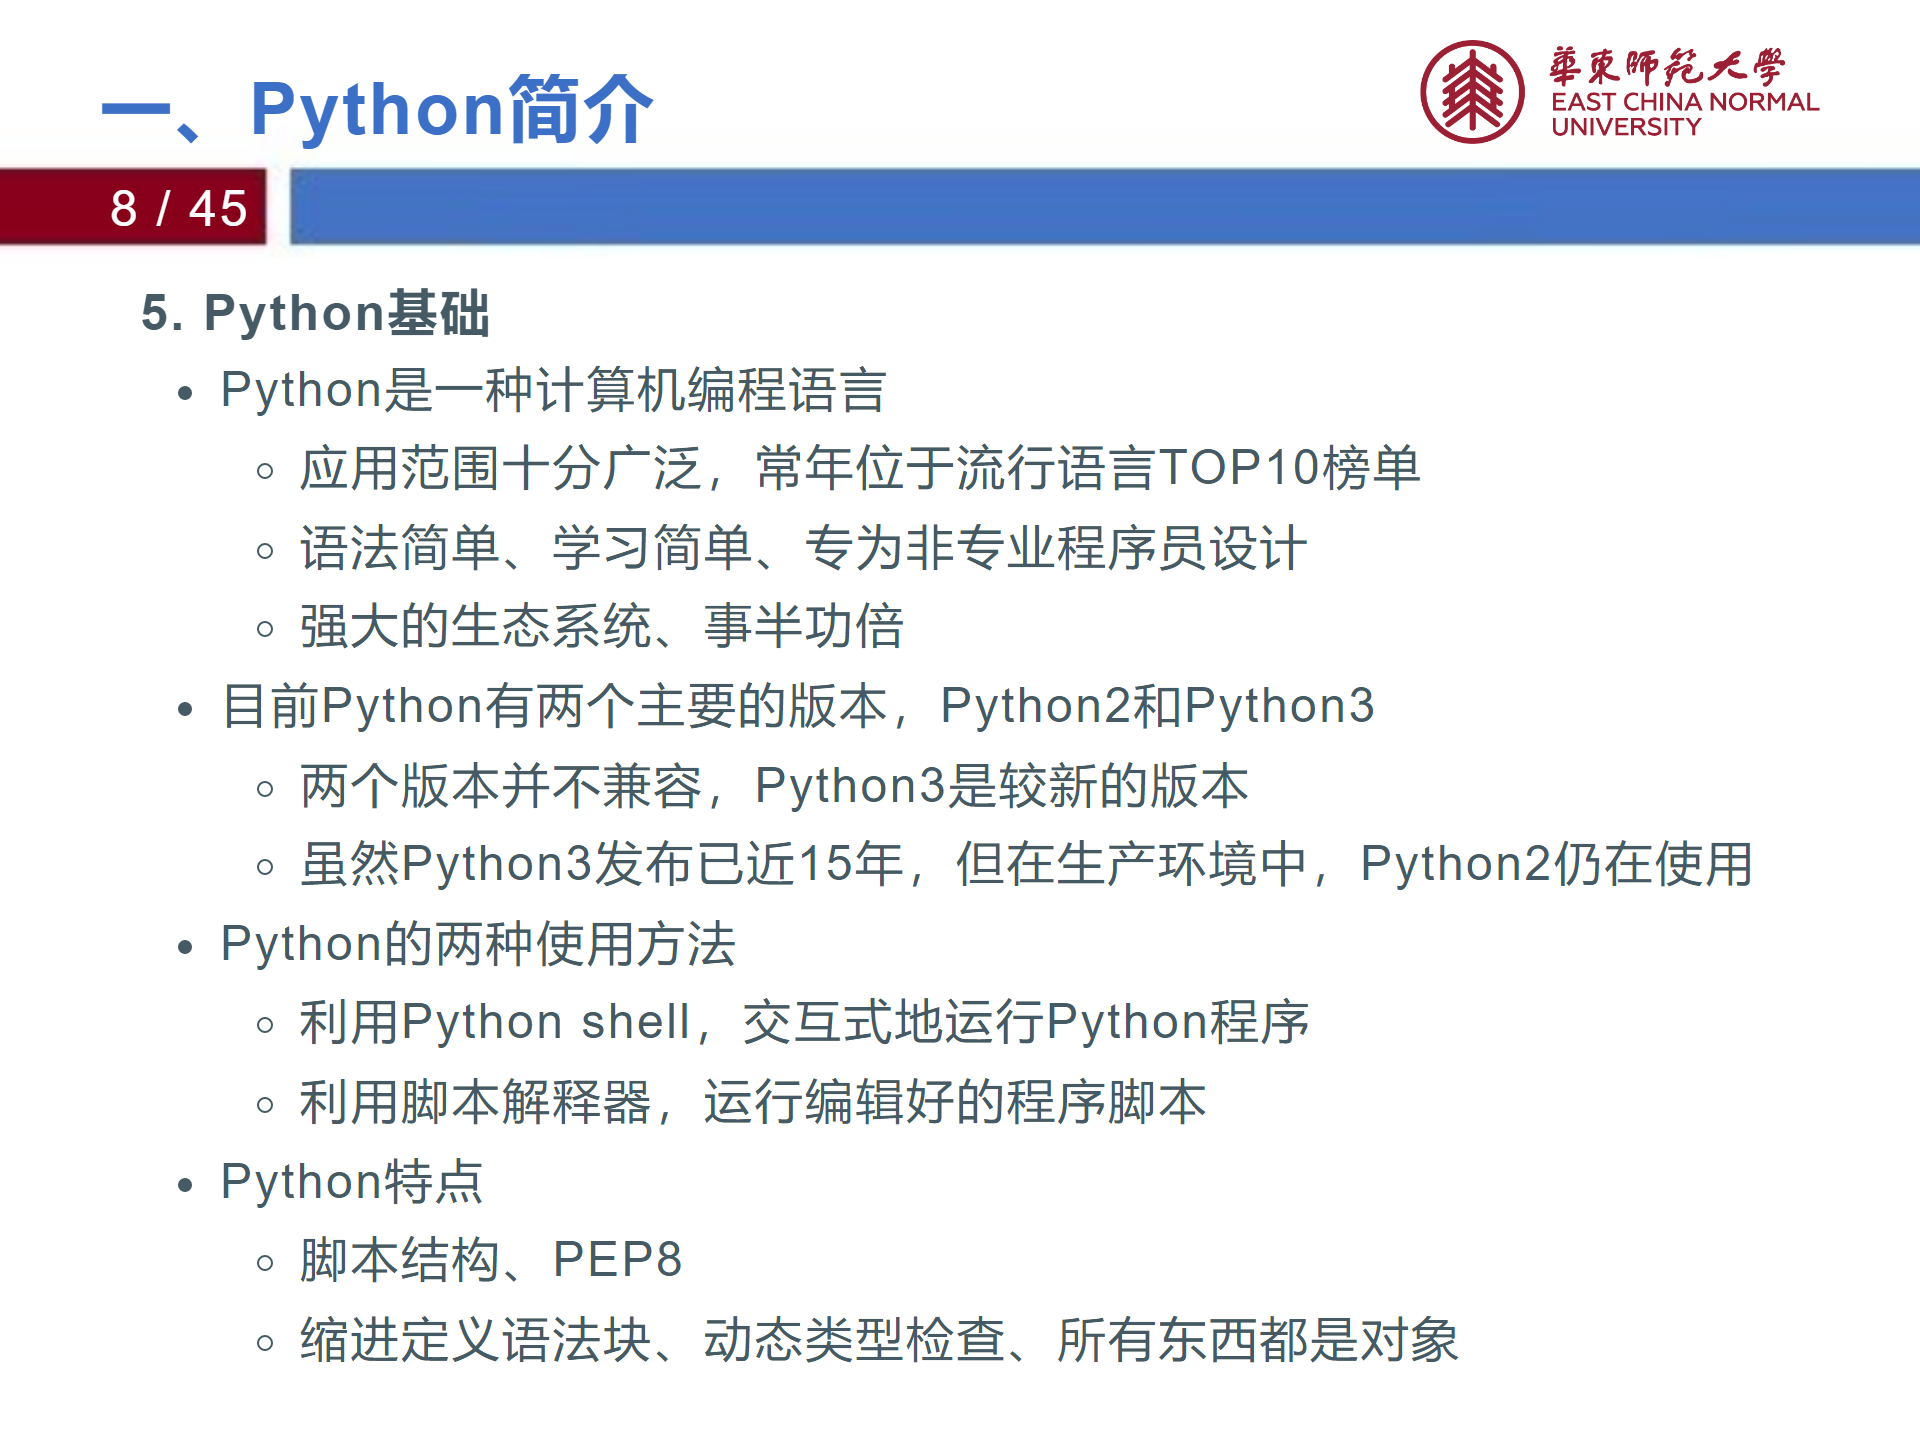 一、Python简介
華東師範大學
EAST CHINA NORMAL
UNIVERSITY
8 / 45
5. Python基础
• Python是一种计算机编程语言
○ 应用范围十分广泛，常年位于流行语言TOP10榜单
○ 语法简单、学习简单、专为非专业程序员设计
○ 强大的生态系统、事半功倍
• 目前Python有两个主要的版本，Python2和Python3
○ 两个版本并不兼容，Python3是较新的版本
○ 虽然Python3发布已近15年，但在生产环境中，Python2仍在使用
• Python的两种使用方法
○ 利用Python shell，交互式地运行Python程序
○ 利用脚本解释器，运行编辑好的程序脚本
• Python特点
○ 脚本结构、PEP8
○ 缩进定义语法块、动态类型检查、所有东西都是对象